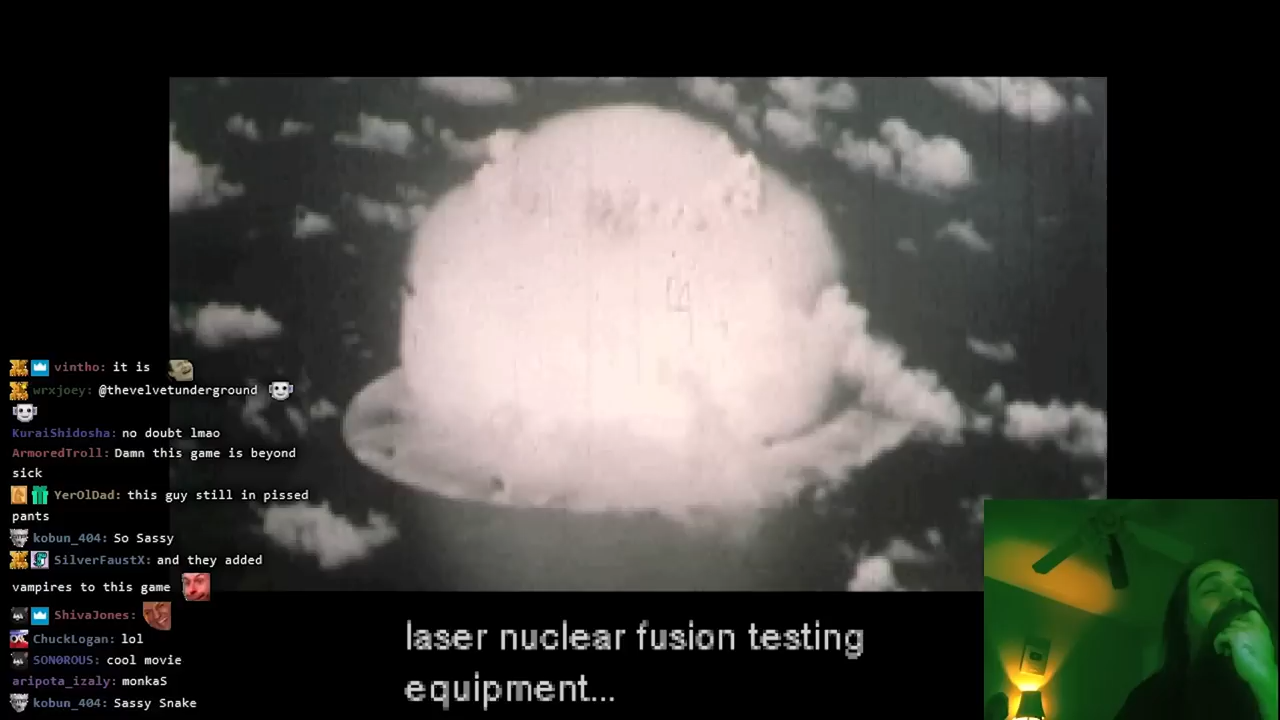 vintho: it is
wrxjoey: @thevelvetunderground
KuraiShidosha: no doubt lmao
ArmoredTroll: Damn this game is beyond
sick
YerOlDad: this guy still in pissed
pants
kobun_404: So Sassy
SilverFaustX: and they added
vampires to this game
ShivaJones:
ChuckLogan: lol
SON0ROUS: cool movie
aripota_izaly: monkaS
kobun_404: Sassy Snake
laser nuclear fusion testing
equipment...